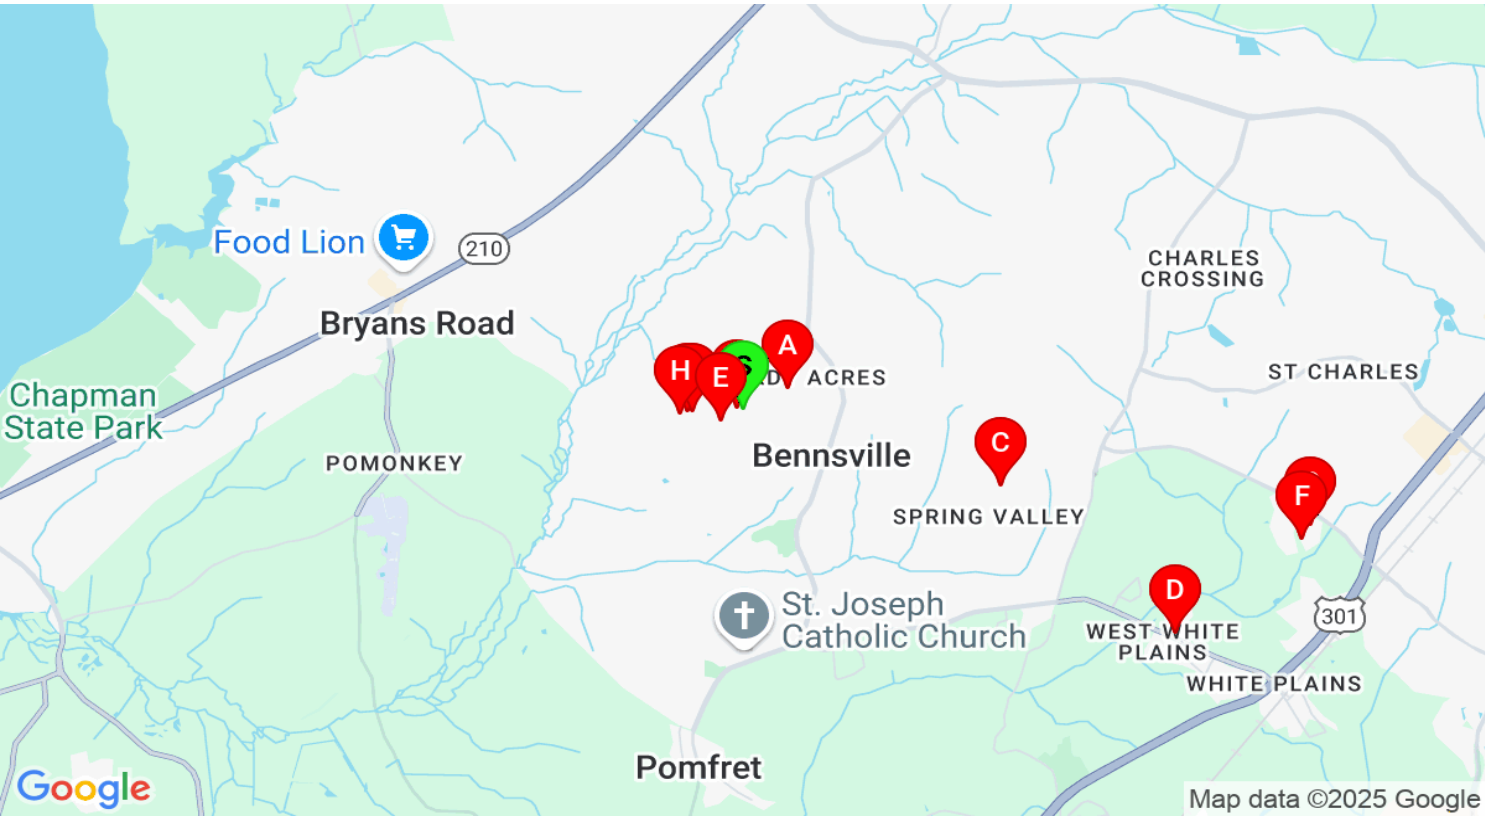 Food Lion
210
Bryans Road
CHARLES
CROSSING
A
ACRES
H
E
S
ST CHARLES
Chapman
State Park
C
Bennsville
POMONKEY
F
SPRING VALLEY
D
St. Joseph
Catholic Church
301
WEST WHITE
PLAINS
WHITE PLAINS
Pomfret
Google
Map data ©2025 Google